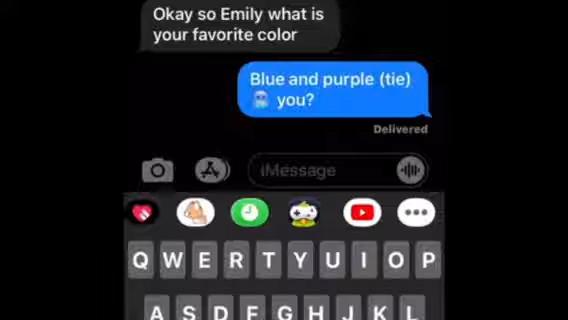 Okay so Emily what is
your favorite color
Blue and purple (tie)
you?
Delivered
iMessage
Q W E R T Y U I O P
A S D F G H J K L